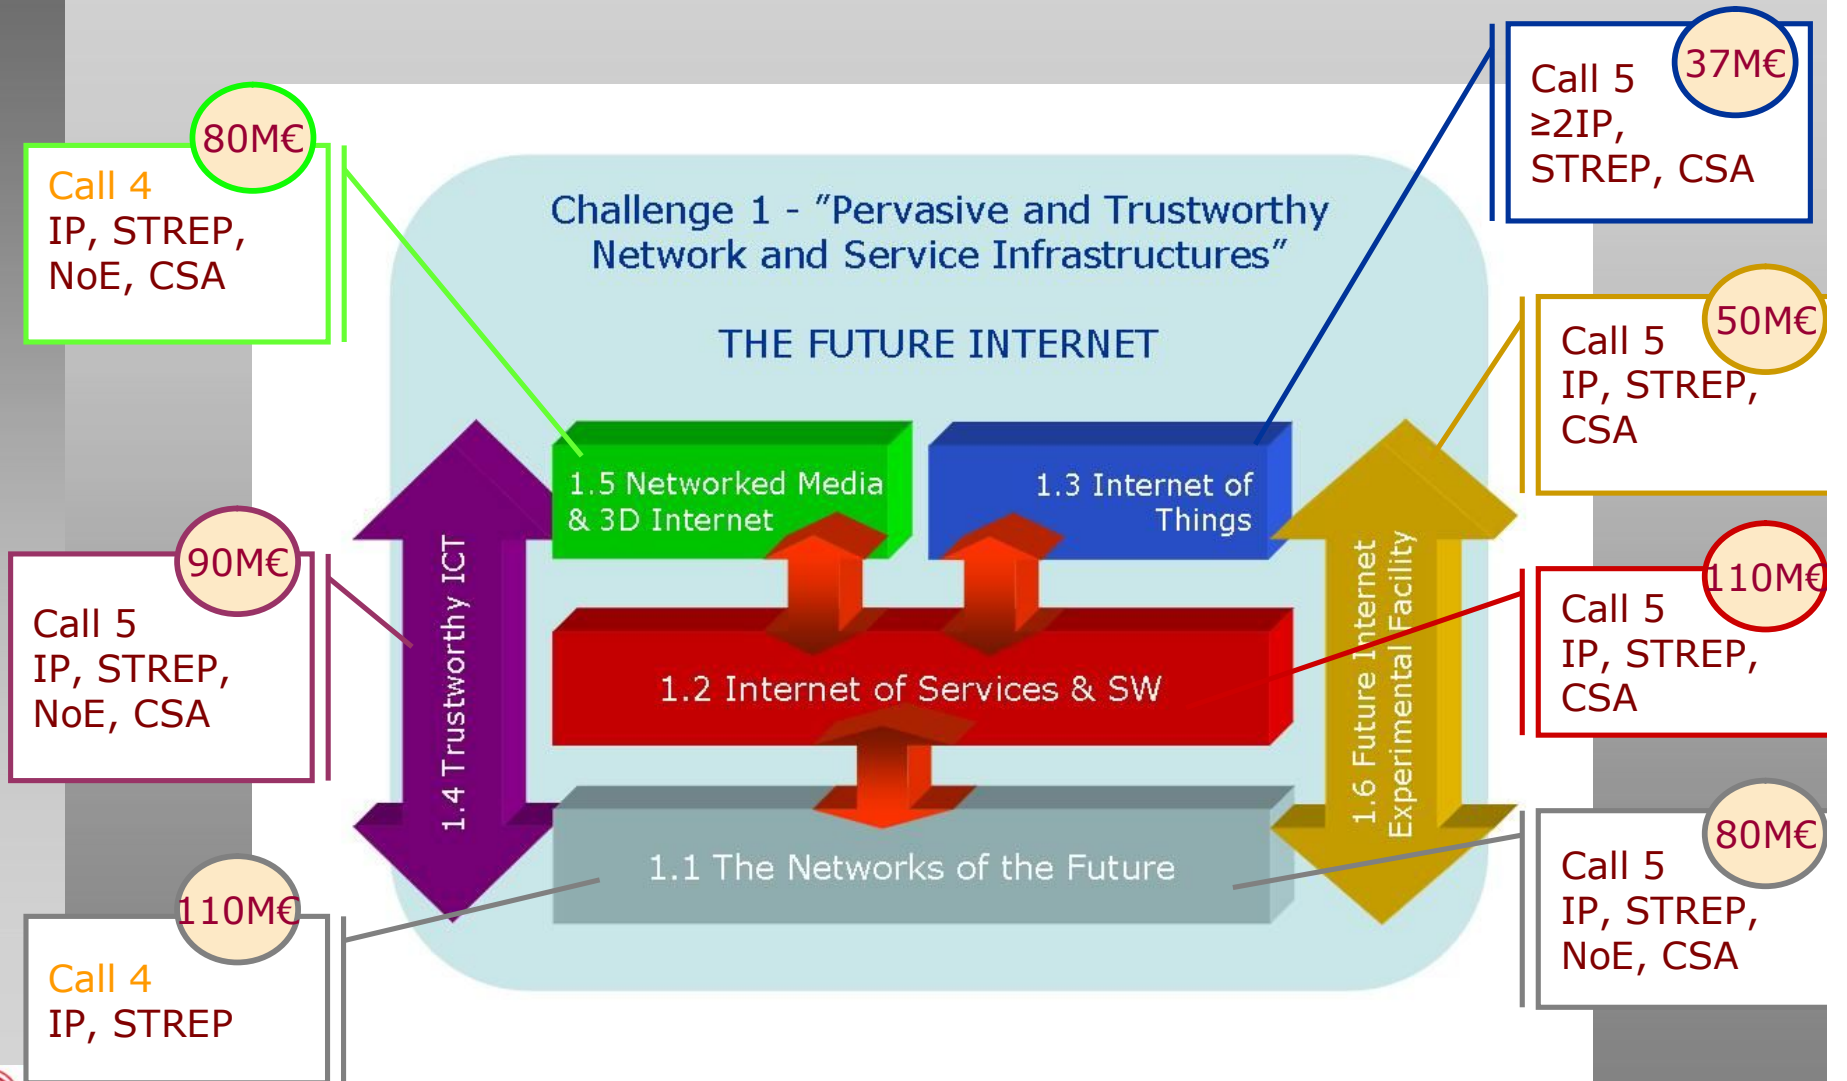 37M€
Call 5
≥2IP,
STREP, CSA
80M€
Call 4
IP, STREP,
NoE, CSA
Challenge 1 - "Pervasive and Trustworthy
Network and Service Infrastructures"
THE FUTURE INTERNET
50M€
Call 5
IP, STREP,
CSA
1.5 Networked Media
& 3D Internet
1.3 Internet of
Things
90M€
Call 5
IP, STREP,
NoE, CSA
1.4 Trustworthy ICT
1.6 Future Internet
Experimental Facility
110M€
Call 5
IP, STREP,
CSA
1.2 Internet of Services & SW
1.1 The Networks of the Future
80M€
Call 5
IP, STREP,
NoE, CSA
110M€
Call 4
IP, STREP